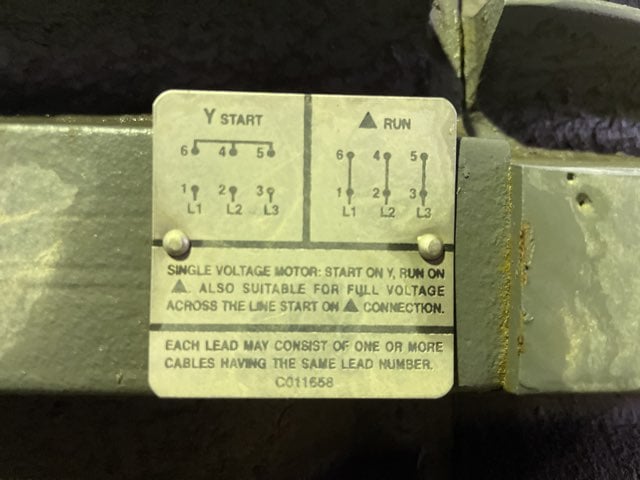 Y START
6 4 5
1 2 3
L1 L2 L3
▲ RUN
6 4 5
1 2 3
L1 L2 L3
SINGLE VOLTAGE MOTOR: START ON Y, RUN ON
▲. ALSO SUITABLE FOR FULL VOLTAGE
ACROSS THE LINE START ON ▲ CONNECTION.
EACH LEAD MAY CONSIST OF ONE OR MORE
CABLES HAVING THE SAME LEAD NUMBER.
C011658